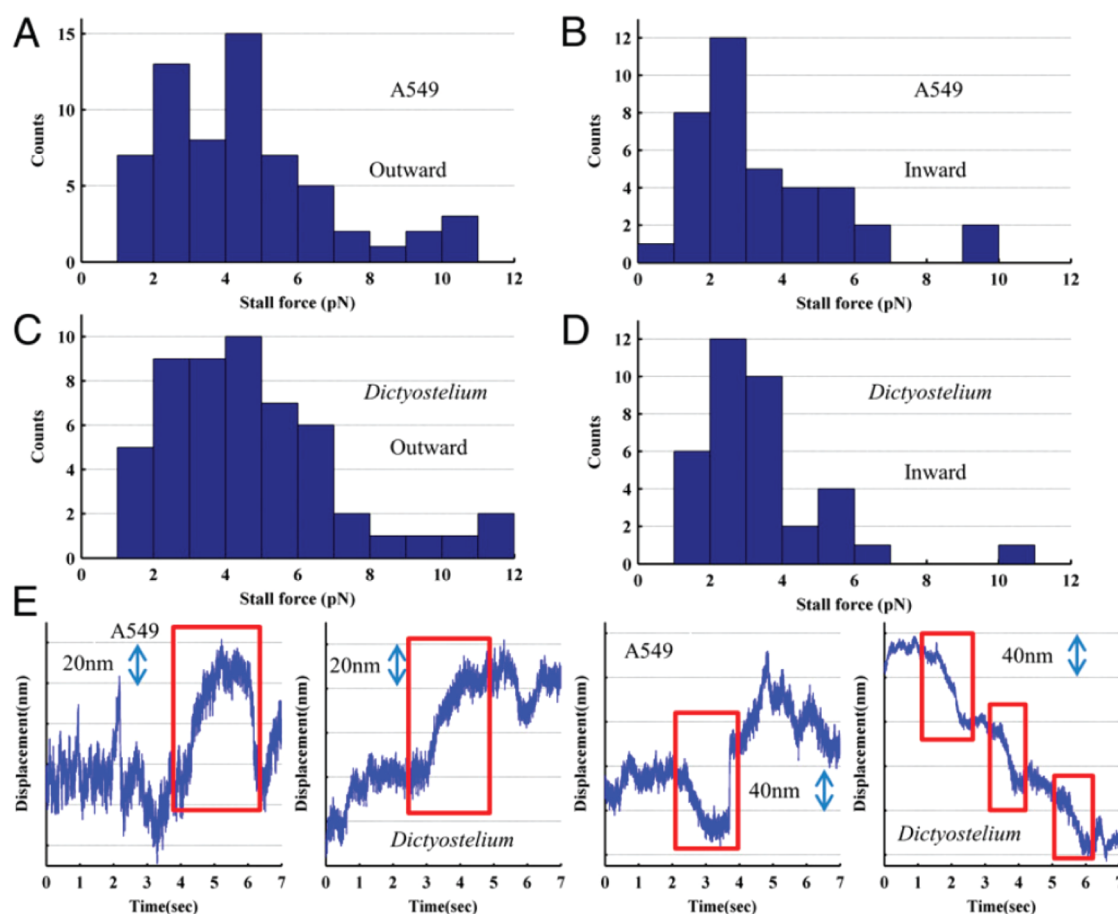 A
15
10
5
0
Counts
A549
Outward
0 2 4 6 8 10 12
Stall force (pN)
B
12
10
8
6
4
2
0
Counts
A549
Inward
0 2 4 6 8 10 12
Stall force (pN)
C
10
8
6
4
2
0
Counts
Dictyostelium
Outward
0 2 4 6 8 10 12
Stall force (pN)
D
12
10
8
6
4
2
0
Counts
Dictyostelium
Inward
0 2 4 6 8 10 12
Stall force (pN)
E
Displacement(nm)
A549
20nm
0 1 2 3 4 5 6 7
Time(sec)
Displacement(nm)
20nm
Dictyostelium
0 1 2 3 4 5 6 7
Time(sec)
Displacement(nm)
A549
40nm
0 1 2 3 4 5 6 7
Time(sec)
Displacement(nm)
40nm
Dictyostelium
0 1 2 3 4 5 6 7
Time(sec)